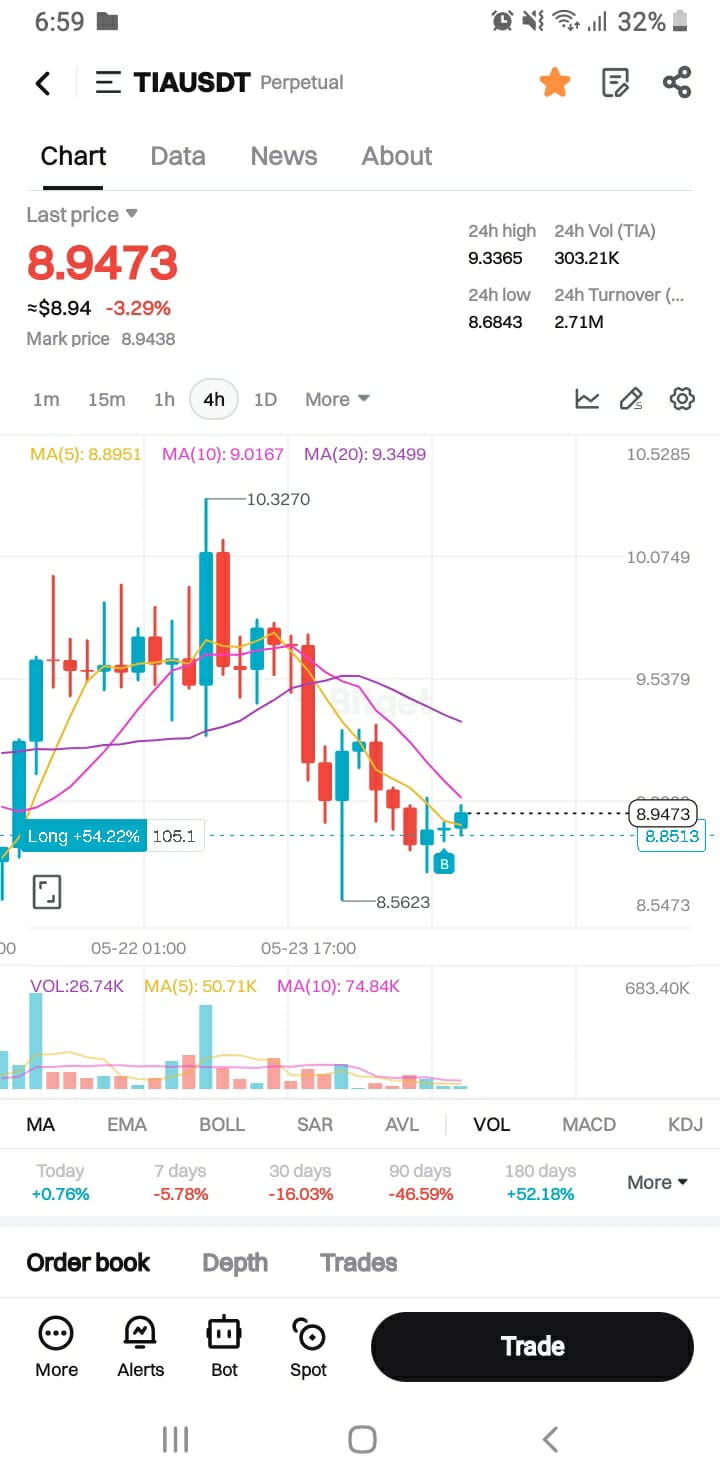 6:59 32%
TIAUSDT Perpetual
Chart Data News About
Last price
8.9473
≈$8.94 -3.29%
Mark price 8.9438
24h high 24h Vol (TIA)
9.3365 303.21K
24h low 24h Turnover (...
8.6843 2.71M
1m 15m 1h 4h 1D More
MA(5): 8.8951 MA(10): 9.0167 MA(20): 9.3499
10.5285
10.3270
10.0749
9.5379
Bitget
8.9473
Long +54.22% 105.1
8.8513
B
8.5623
8.5473
00 05-22 01:00 05-23 17:00
VOL:26.74K MA(5): 50.71K MA(10): 74.84K
683.40K
MA EMA BOLL SAR AVL VOL MACD KDJ
Today 7 days 30 days 90 days 180 days
+0.76% -5.78% -16.03% -46.59% +52.18%
More
Order book Depth Trades
More Alerts Bot Spot
Trade